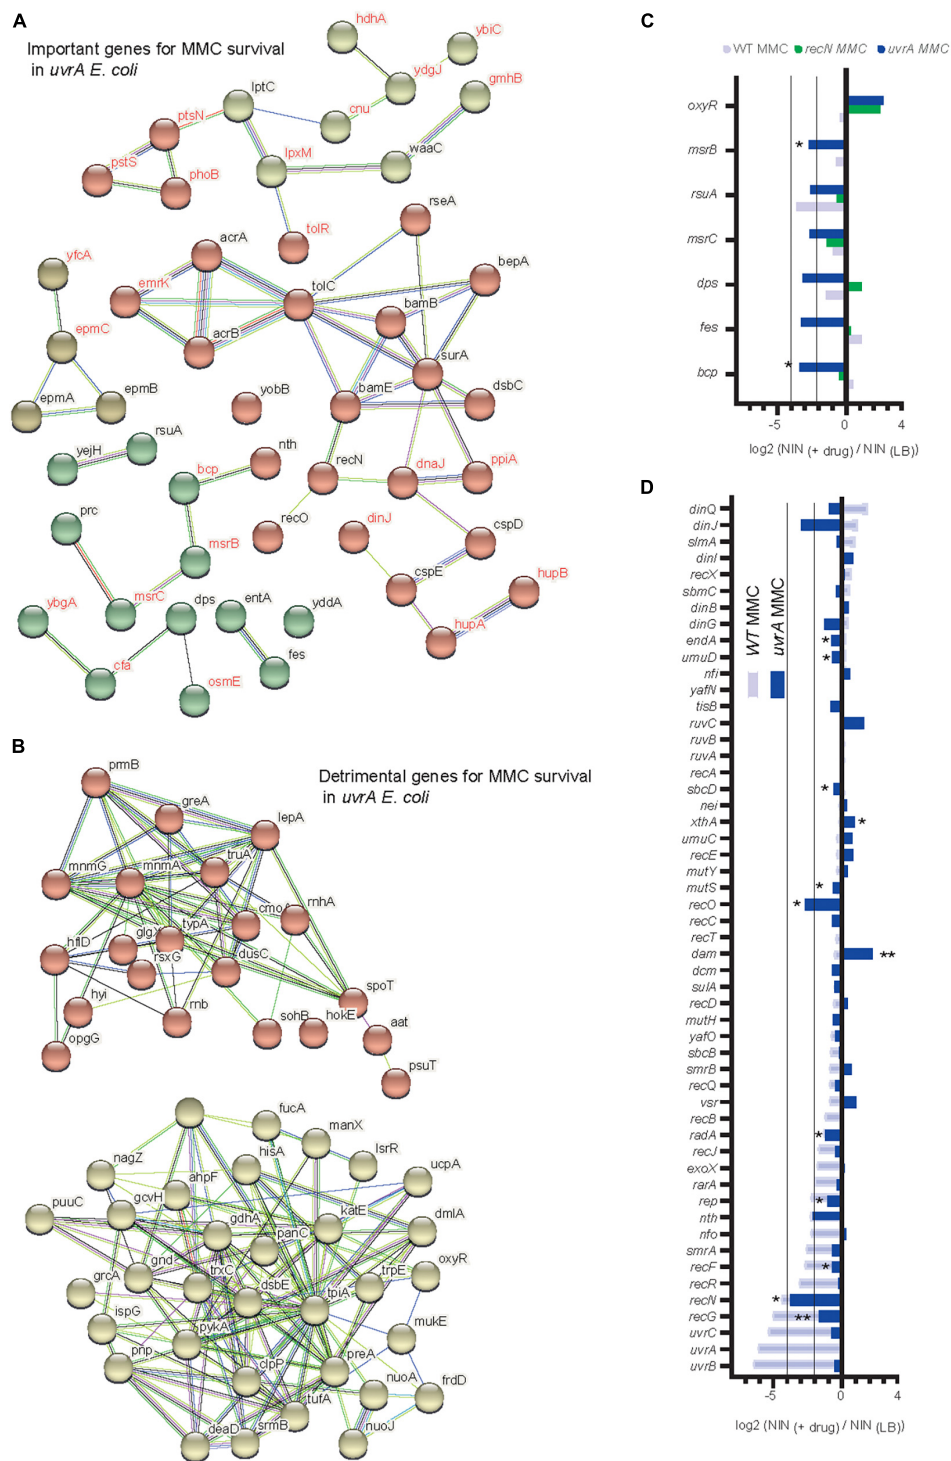 A
Important genes for MMC survival
in uvrA E. coli
hdhA
ybiC
ydgJ
gmhB
lptC
cnu
ptsN
waaC
lpxM
pstS
phoB
rseA
tolR
acrA
yfcA
bepA
emrK
tolC
bamB
epmC
acrB
surA
epmB
epmA
yobB
bamE
dsbC
rsuA
yejH
nth
recN
dnaJ
ppiA
bcp
prc
recO
dinJ
cspD
msrB
cspE
hupB
msrC
ybgA
dps
entA
yddA
hupA
cfa
fes
osmE
B
Detrimental genes for MMC survival
in uvrA E. coli
prmB
greA
lepA
mnmG
mnmA
truA
cmoA
rnhA
hflD
glgX
typA
rsxG
dusC
spoT
hyi
rnb
sohB
hokE
aat
opgG
psuT
fucA
manX
hisA
lsrR
nagZ
ahpF
ucpA
puuC
gcvH
katE
gdhA
panC
dmlA
gnd
trxC
oxyR
grcA
dsbE
trpE
tpiA
ispG
pykA
mukE
pnp
clpP
preA
nuoA
frdD
tufA
deaD
srmB
nuoJ
C
WT MMC recN MMC uvrA MMC
oxyR
* msrB
rsuA
msrC
dps
fes
* bcp
-5 0 4
log2 (NIN (+ drug) / NIN (LB))
D
WT MMC
uvrA MMC
dinQ
dinJ
slmA
dinI
recX
sbmC
dinB
dinG
endA *
umuD *
nfi
yafN
tisB
ruvC
ruvB
ruvA
recA
sbcD *
nei
xthA *
umuC
recE
mutY
mutS *
recO *
recC
recT
dam **
dcm
sulA
recD
mutH
yafO
sbcB
smrB
recQ
vsr
recB
radA *
recJ
exoX
rarA
rep *
nth
nfo
smrA
recF *
recR
recN *
recG **
uvrC
uvrA
uvrB
-5 0 4
log2 (NIN (+ drug) / NIN (LB))